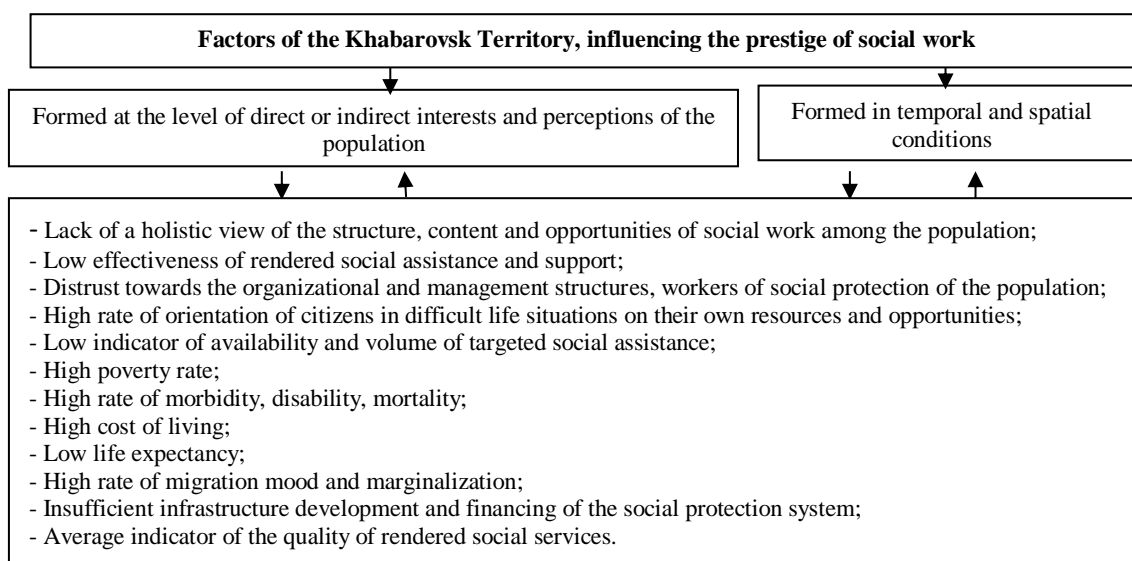 Factors of the Khabarovsk Territory, influencing the prestige of social work
Formed at the level of direct or indirect interests and perceptions of the
population
Formed in temporal and spatial
conditions
- Lack of a holistic view of the structure, content and opportunities of social work among the population;
- Low effectiveness of rendered social assistance and support;
- Distrust towards the organizational and management structures, workers of social protection of the population;
- High rate of orientation of citizens in difficult life situations on their own resources and opportunities;
- Low indicator of availability and volume of targeted social assistance;
- High poverty rate;
- High rate of morbidity, disability, mortality;
- High cost of living;
- Low life expectancy;
- High rate of migration mood and marginalization;
- Insufficient infrastructure development and financing of the social protection system;
- Average indicator of the quality of rendered social services.